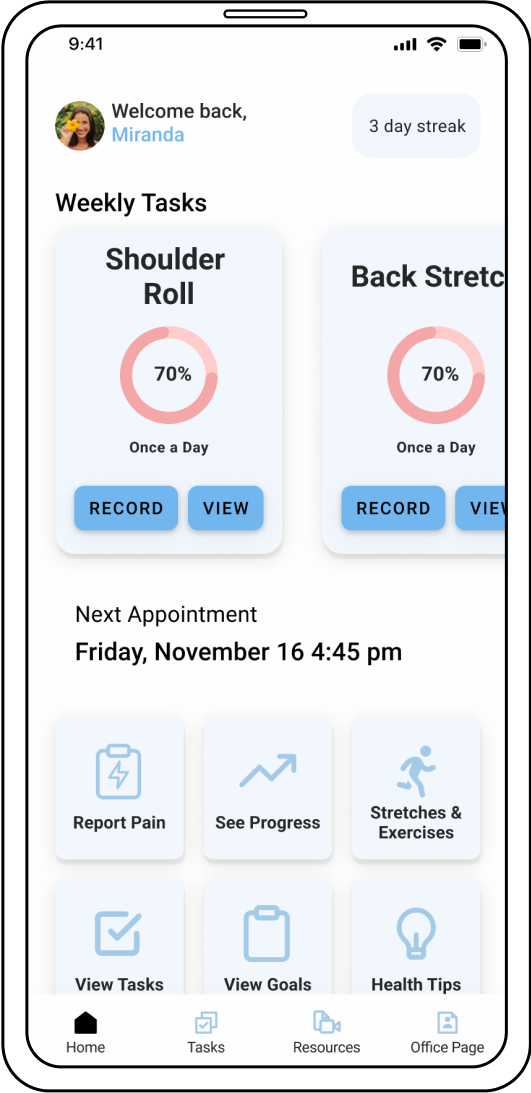 9:41
Welcome back,
Miranda
3 day streak
Weekly Tasks
Shoulder
Roll
70%
Once a Day
RECORD VIEW
Back Stretc
70%
Once a Day
RECORD VIEW
Next Appointment
Friday, November 16 4:45 pm
Report Pain
See Progress
Stretches &
Exercises
View Tasks
View Goals
Health Tips
Home
Tasks
Resources
Office Page